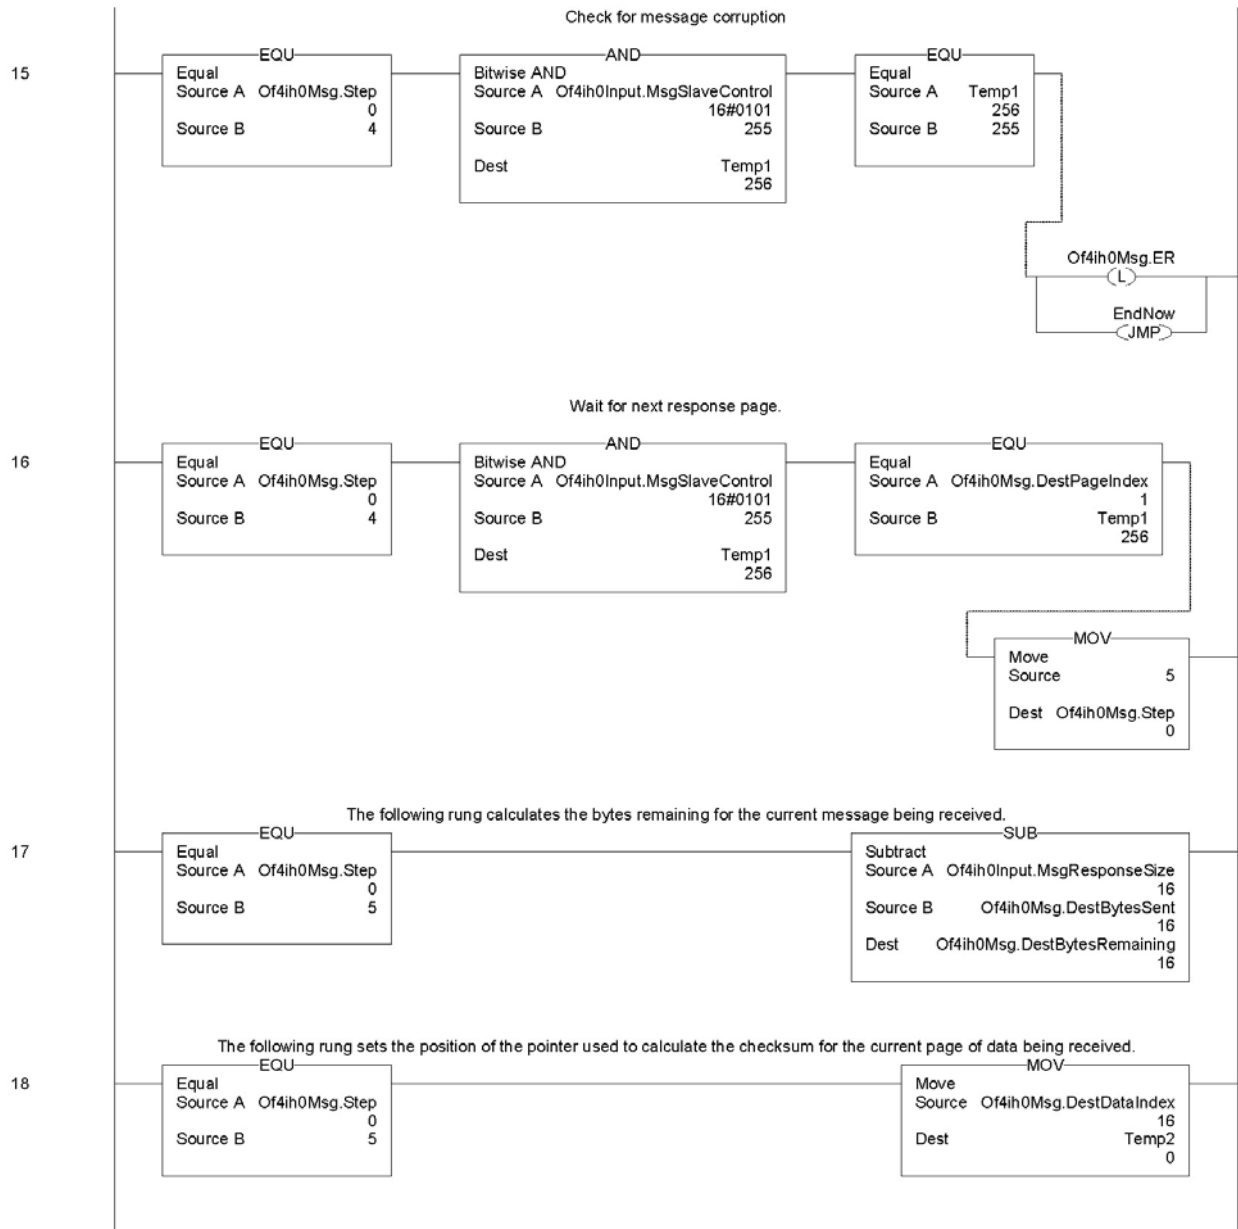 Check for message corruption
15
EQU
Equal
Source A Of4ih0Msg.Step
0
Source B 4
AND
Bitwise AND
Source A Of4ih0Input.MsgSlaveControl
16#0101
Source B 255
Dest Temp1
256
EQU
Equal
Source A Temp1
256
Source B 255
Of4ih0Msg.ER
L
EndNow
JMP
Wait for next response page.
16
EQU
Equal
Source A Of4ih0Msg.Step
0
Source B 4
AND
Bitwise AND
Source A Of4ih0Input.MsgSlaveControl
16#0101
Source B 255
Dest Temp1
256
EQU
Equal
Source A Of4ih0Msg.DestPageIndex
1
Source B Temp1
256
MOV
Move
Source 5
Dest Of4ih0Msg.Step
0
The following rung calculates the bytes remaining for the current message being received.
17
EQU
Equal
Source A Of4ih0Msg.Step
0
Source B 5
SUB
Subtract
Source A Of4ih0Input.MsgResponseSize
16
Source B Of4ih0Msg.DestBytesSent
16
Dest Of4ih0Msg.DestBytesRemaining
16
The following rung sets the position of the pointer used to calculate the checksum for the current page of data being received.
18
EQU
Equal
Source A Of4ih0Msg.Step
0
Source B 5
MOV
Move
Source Of4ih0Msg.DestDataIndex
16
Dest Temp2
0